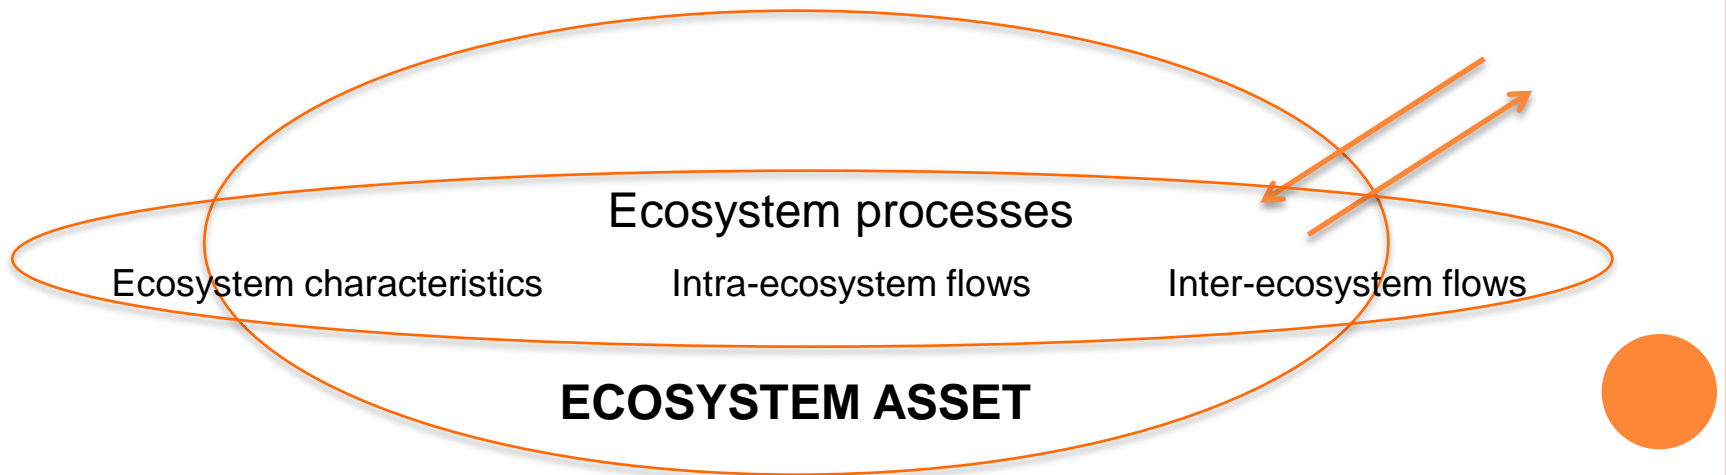 Ecosystem processes
Ecosystem characteristics Intra-ecosystem flows Inter-ecosystem flows
ECOSYSTEM ASSET